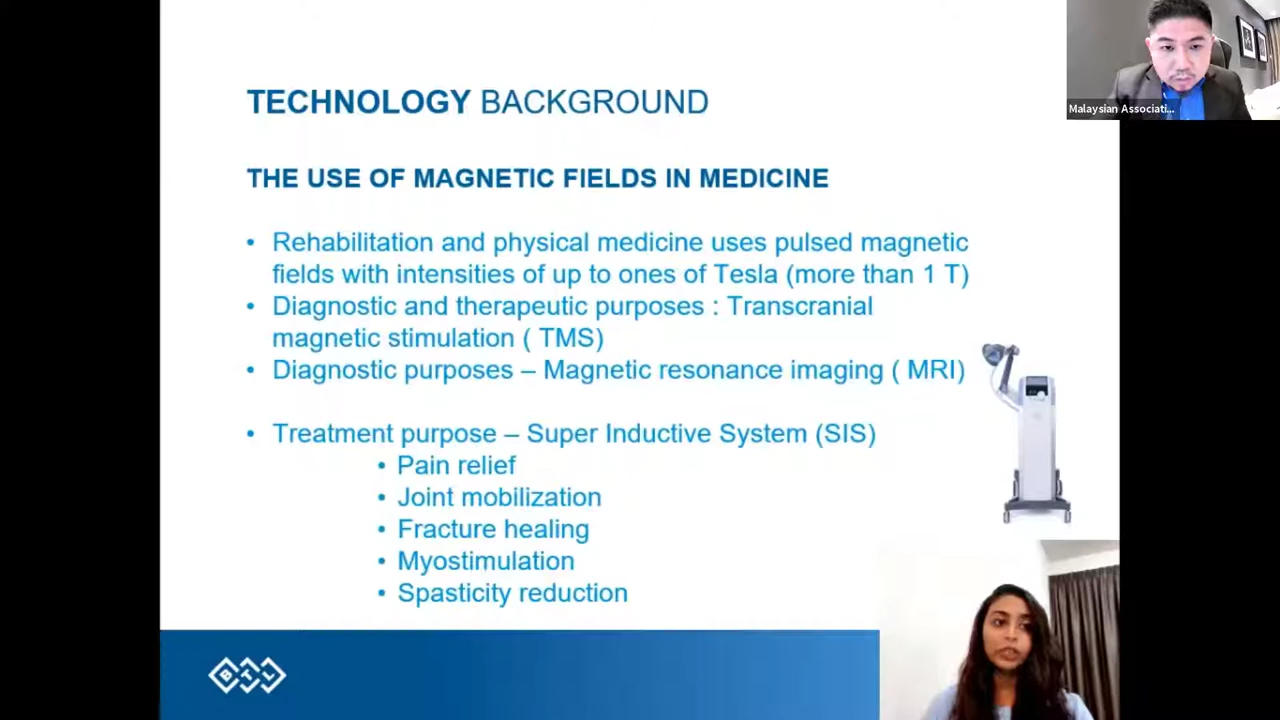 TECHNOLOGY BACKGROUND
THE USE OF MAGNETIC FIELDS IN MEDICINE
• Rehabilitation and physical medicine uses pulsed magnetic
fields with intensities of up to ones of Tesla (more than 1 T)
• Diagnostic and therapeutic purposes : Transcranial
magnetic stimulation ( TMS)
• Diagnostic purposes – Magnetic resonance imaging ( MRI)
• Treatment purpose – Super Inductive System (SIS)
• Pain relief
• Joint mobilization
• Fracture healing
• Myostimulation
• Spasticity reduction
BTL
Malaysian Associati...